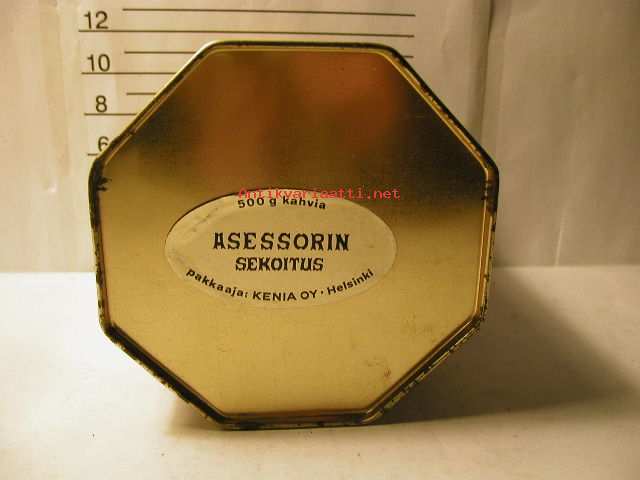 12
10
8
6
Antikvariaatti.net
500 g kahvia
ASESSORIN
SEKOITUS
pakkaaja: KENIA OY · Helsinki